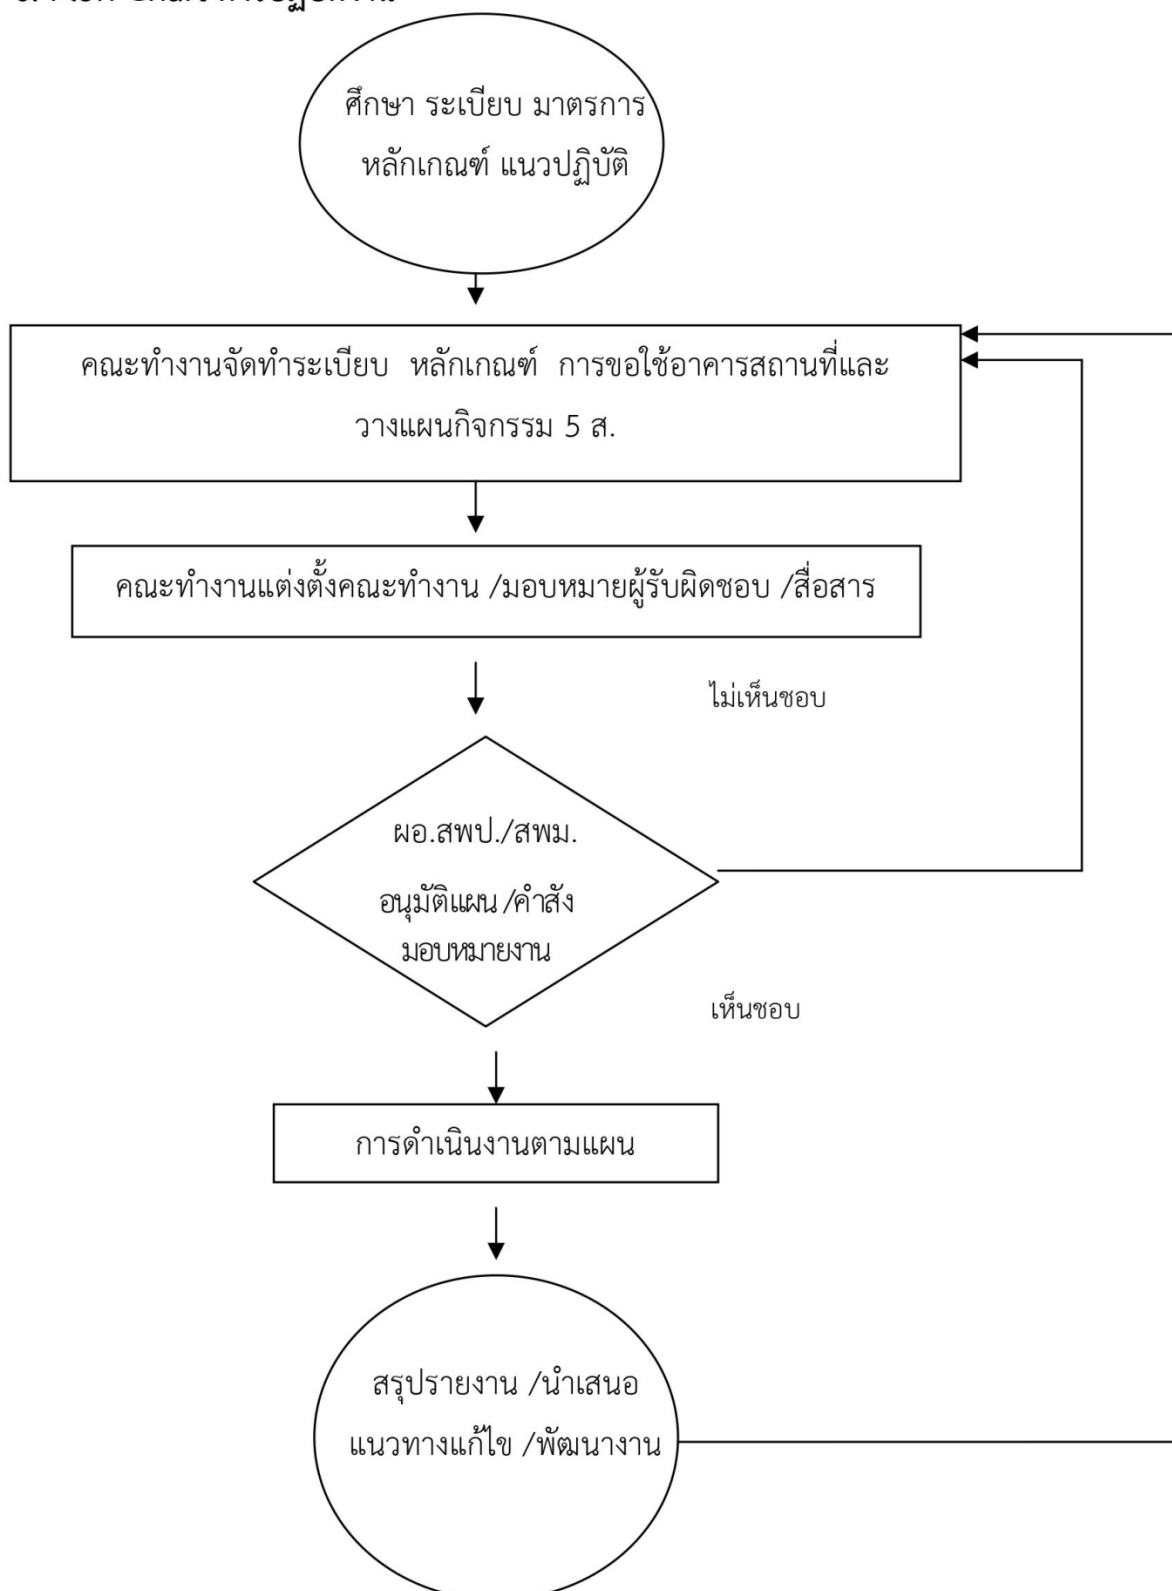 ศึกษา ระเบียบ มาตรการ
หลักเกณฑ์ แนวปฏิบัติ
คณะทำงานจัดทำระเบียบ หลักเกณฑ์ การขอใช้อาคารสถานที่และ
วางแผนกิจกรรม 5 ส.
คณะทำงานแต่งตั้งคณะทำงาน /มอบหมายผู้รับผิดชอบ /สื่อสาร
ไม่เห็นชอบ
ผอ.สพป./สพม.
อนุมัติแผน /คำสั่ง
มอบหมายงาน
เห็นชอบ
การดำเนินงานตามแผน
สรุปรายงาน /นำเสนอ
แนวทางแก้ไข /พัฒนางาน